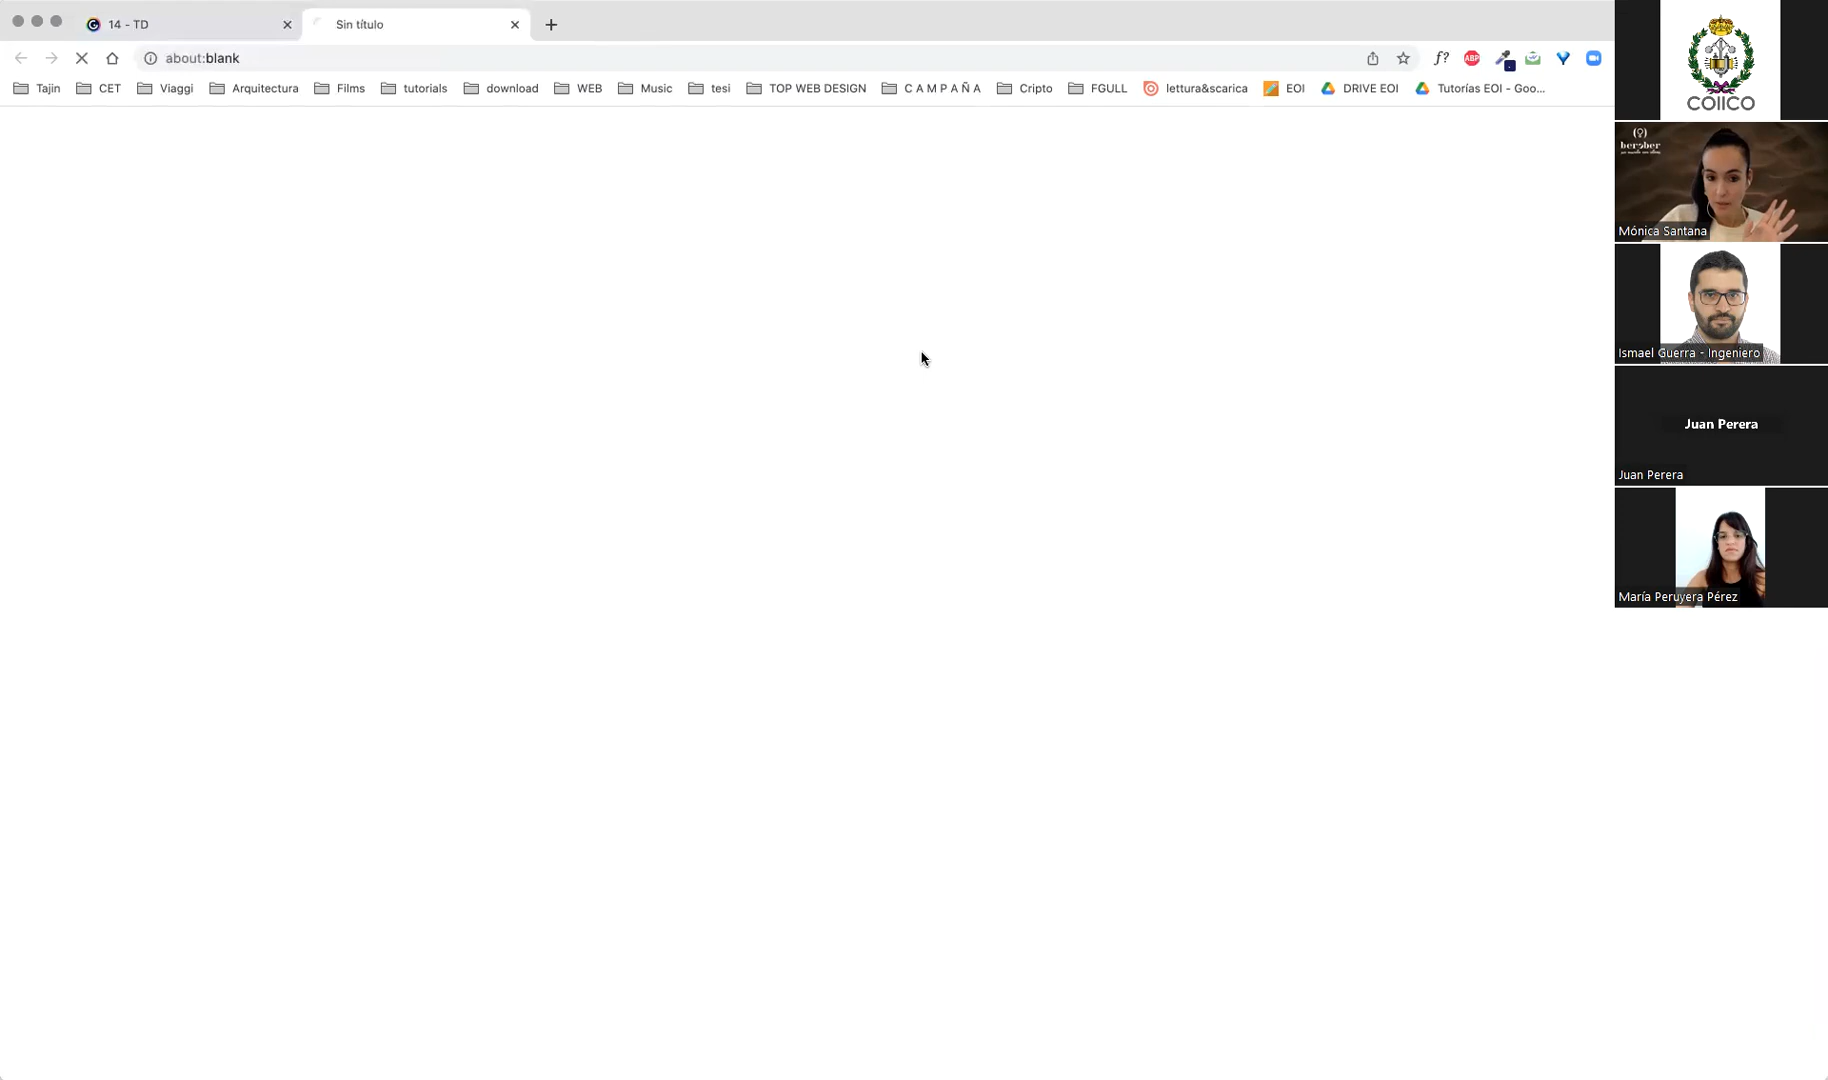 14 - TD
Sin título
about:blank
Tajin CET Viaggi Arquitectura Films tutorials download WEB Music tesi TOP WEB DESIGN C A M P A Ñ A Cripto FGULL lettura&scarica EOI DRIVE EOI Tutorías EOI - Goo...
f?
ABP
COIICO
berober
Mónica Santana
Ismael Guerra - Ingeniero
Juan Perera
Juan Perera
María Peruyera Pérez